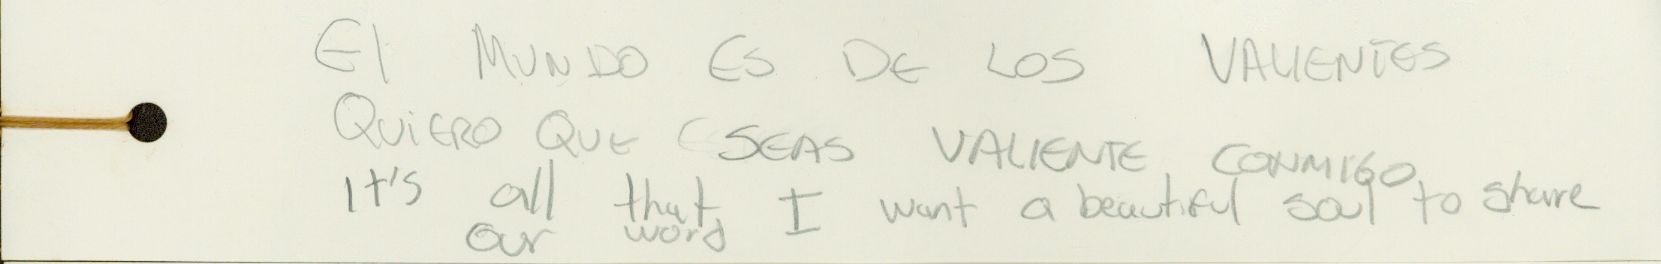 El MUNDO ES DE LOS VALIENTES
QUIERO QUE SEAS VALIENTE CONMIGO
It's all that I want a beautiful soul to share
our word